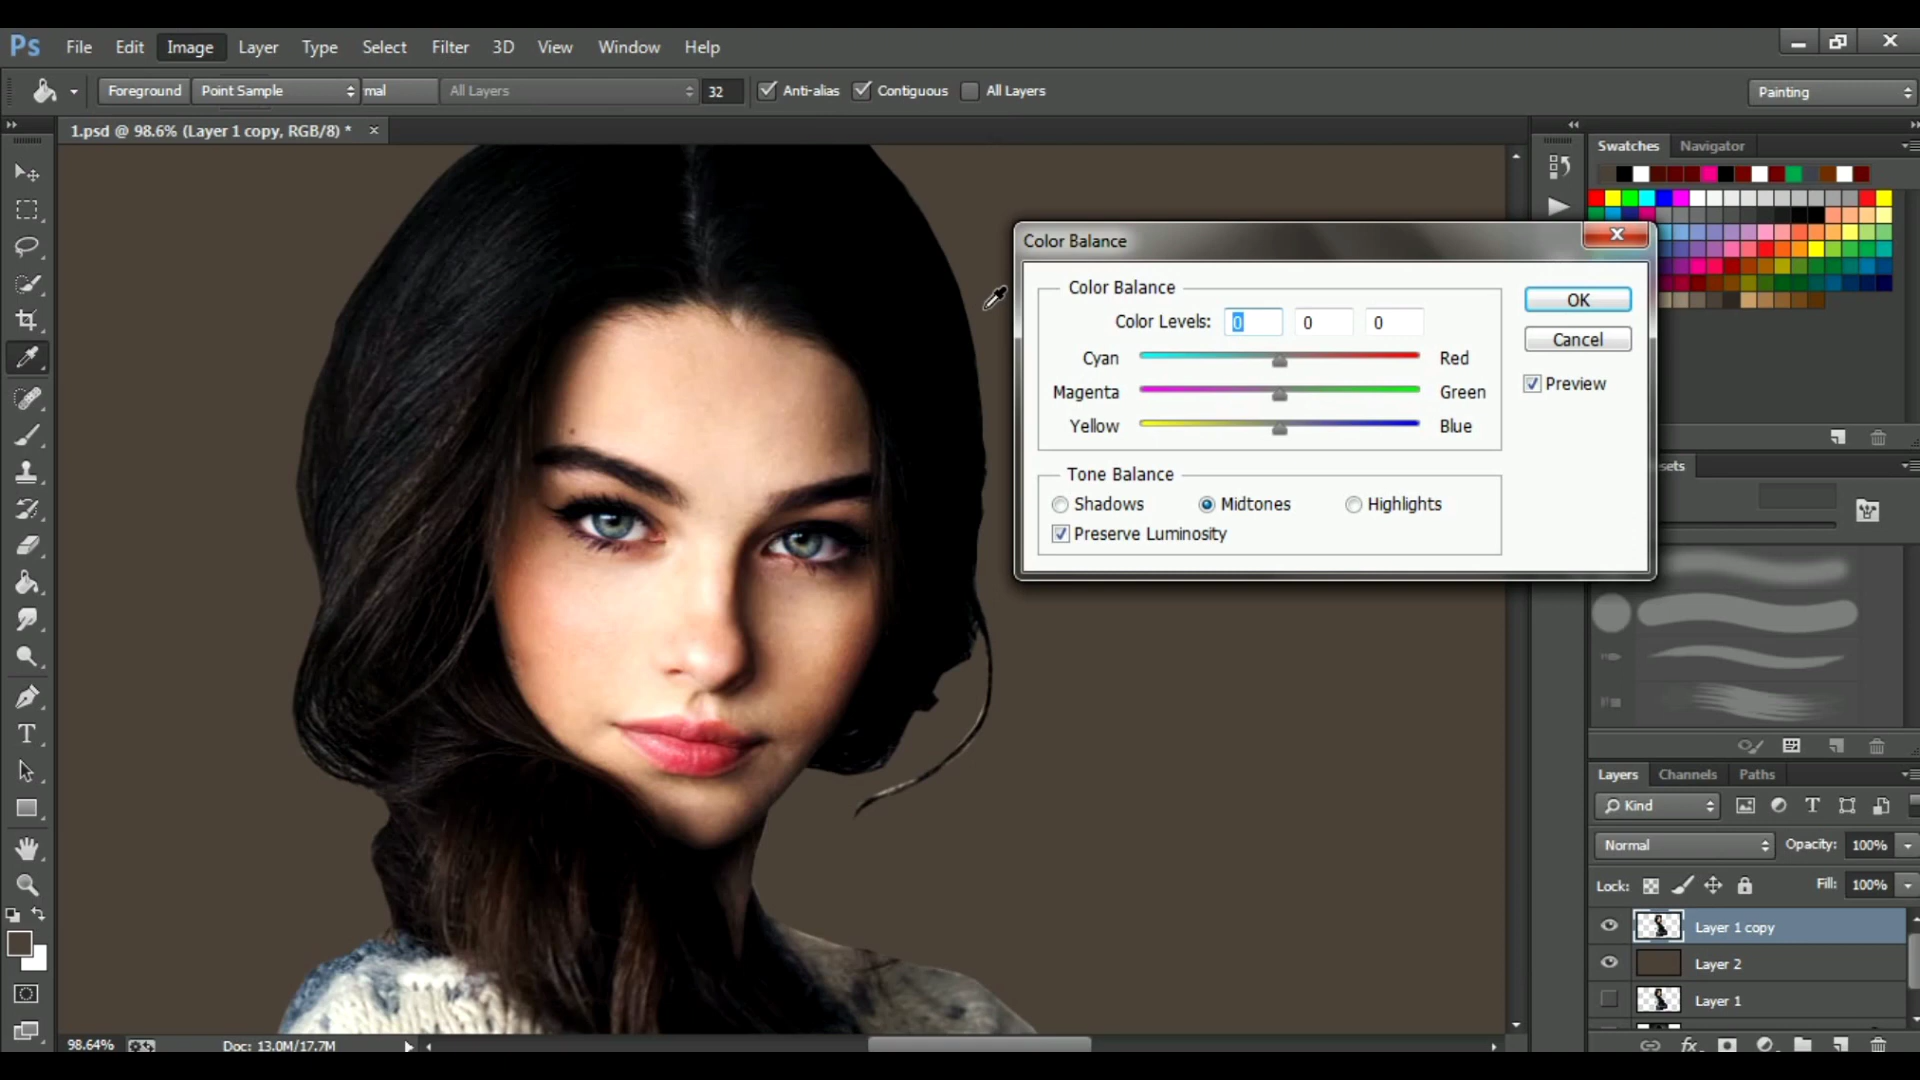 Ps File Edit Image Layer Type Select Filter 3D View Window Help
Foreground Point Sample mal All Layers 32 Anti-alias Contiguous All Layers Painting
1.psd @ 98.6% (Layer 1 copy, RGB/8) *
Swatches Navigator
Color Balance
Color Balance
Color Levels: 0 0 0
Cyan Red
Magenta Green
Yellow Blue
OK
Cancel
Preview
Tone Balance
Shadows Midtones Highlights
Preserve Luminosity
sets
Layers Channels Paths
Kind
Normal Opacity: 100%
Lock: Fill: 100%
Layer 1 copy
Layer 2
Layer 1
fx
98.64% Doc: 13.0M/17.7M